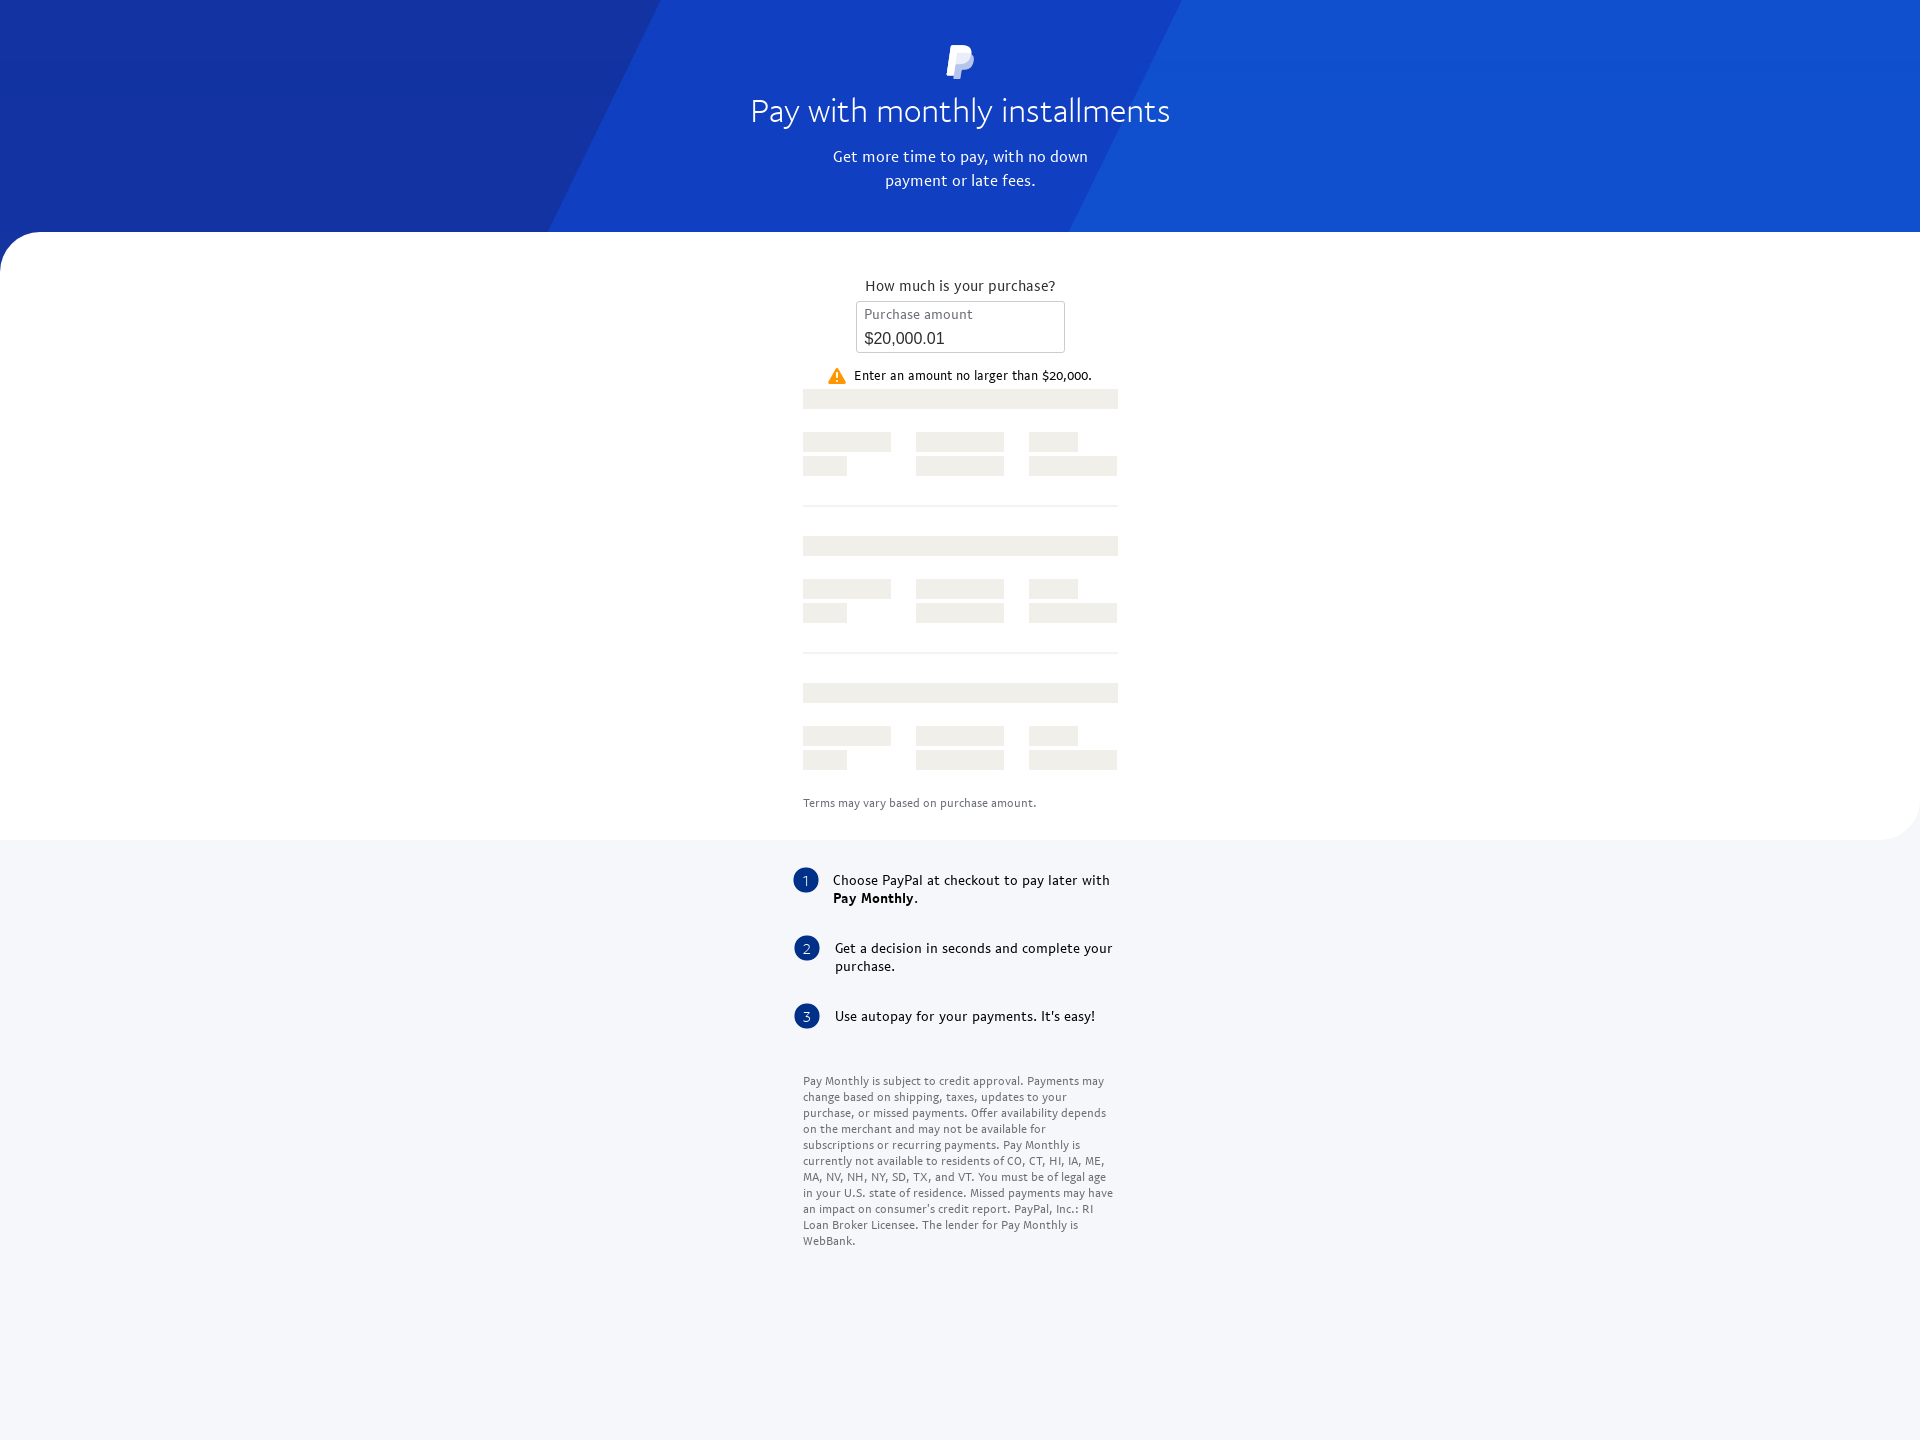 Pay with monthly installments
Get more time to pay, with no down
payment or late fees.
How much is your purchase?
Purchase amount
$20,000.01
Enter an amount no larger than $20,000.
Terms may vary based on purchase amount.
1 Choose PayPal at checkout to pay later with
Pay Monthly.
2 Get a decision in seconds and complete your
purchase.
3 Use autopay for your payments. It's easy!
Pay Monthly is subject to credit approval. Payments may
change based on shipping, taxes, updates to your
purchase, or missed payments. Offer availability depends
on the merchant and may not be available for
subscriptions or recurring payments. Pay Monthly is
currently not available to residents of CO, CT, HI, IA, ME,
MA, NV, NH, NY, SD, TX, and VT. You must be of legal age
in your U.S. state of residence. Missed payments may have
an impact on consumer's credit report. PayPal, Inc.: RI
Loan Broker Licensee. The lender for Pay Monthly is
WebBank.